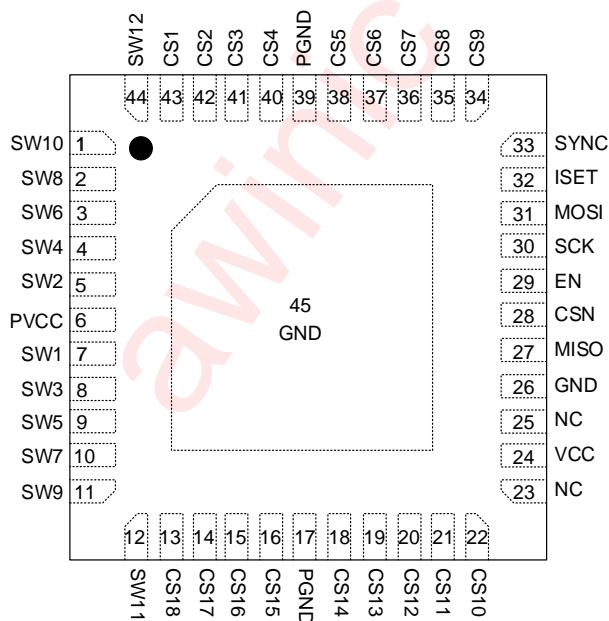 SW12 CS1 CS2 CS3 CS4 PGND CS5 CS6 CS7 CS8 CS9
44 43 42 41 40 39 38 37 36 35 34
SW10 1 33 SYNC
SW8 2 32 ISET
SW6 3 31 MOSI
SW4 4 30 SCK
SW2 5 29 EN
PVCC 6 28 CSN
SW1 7 27 MISO
SW3 8 26 GND
SW5 9 25 NC
SW7 10 24 VCC
SW9 11 23 NC
45
GND
12 13 14 15 16 17 18 19 20 21 22
SW11 CS18 CS17 CS16 CS15 PGND CS14 CS13 CS12 CS11 CS10
awinic